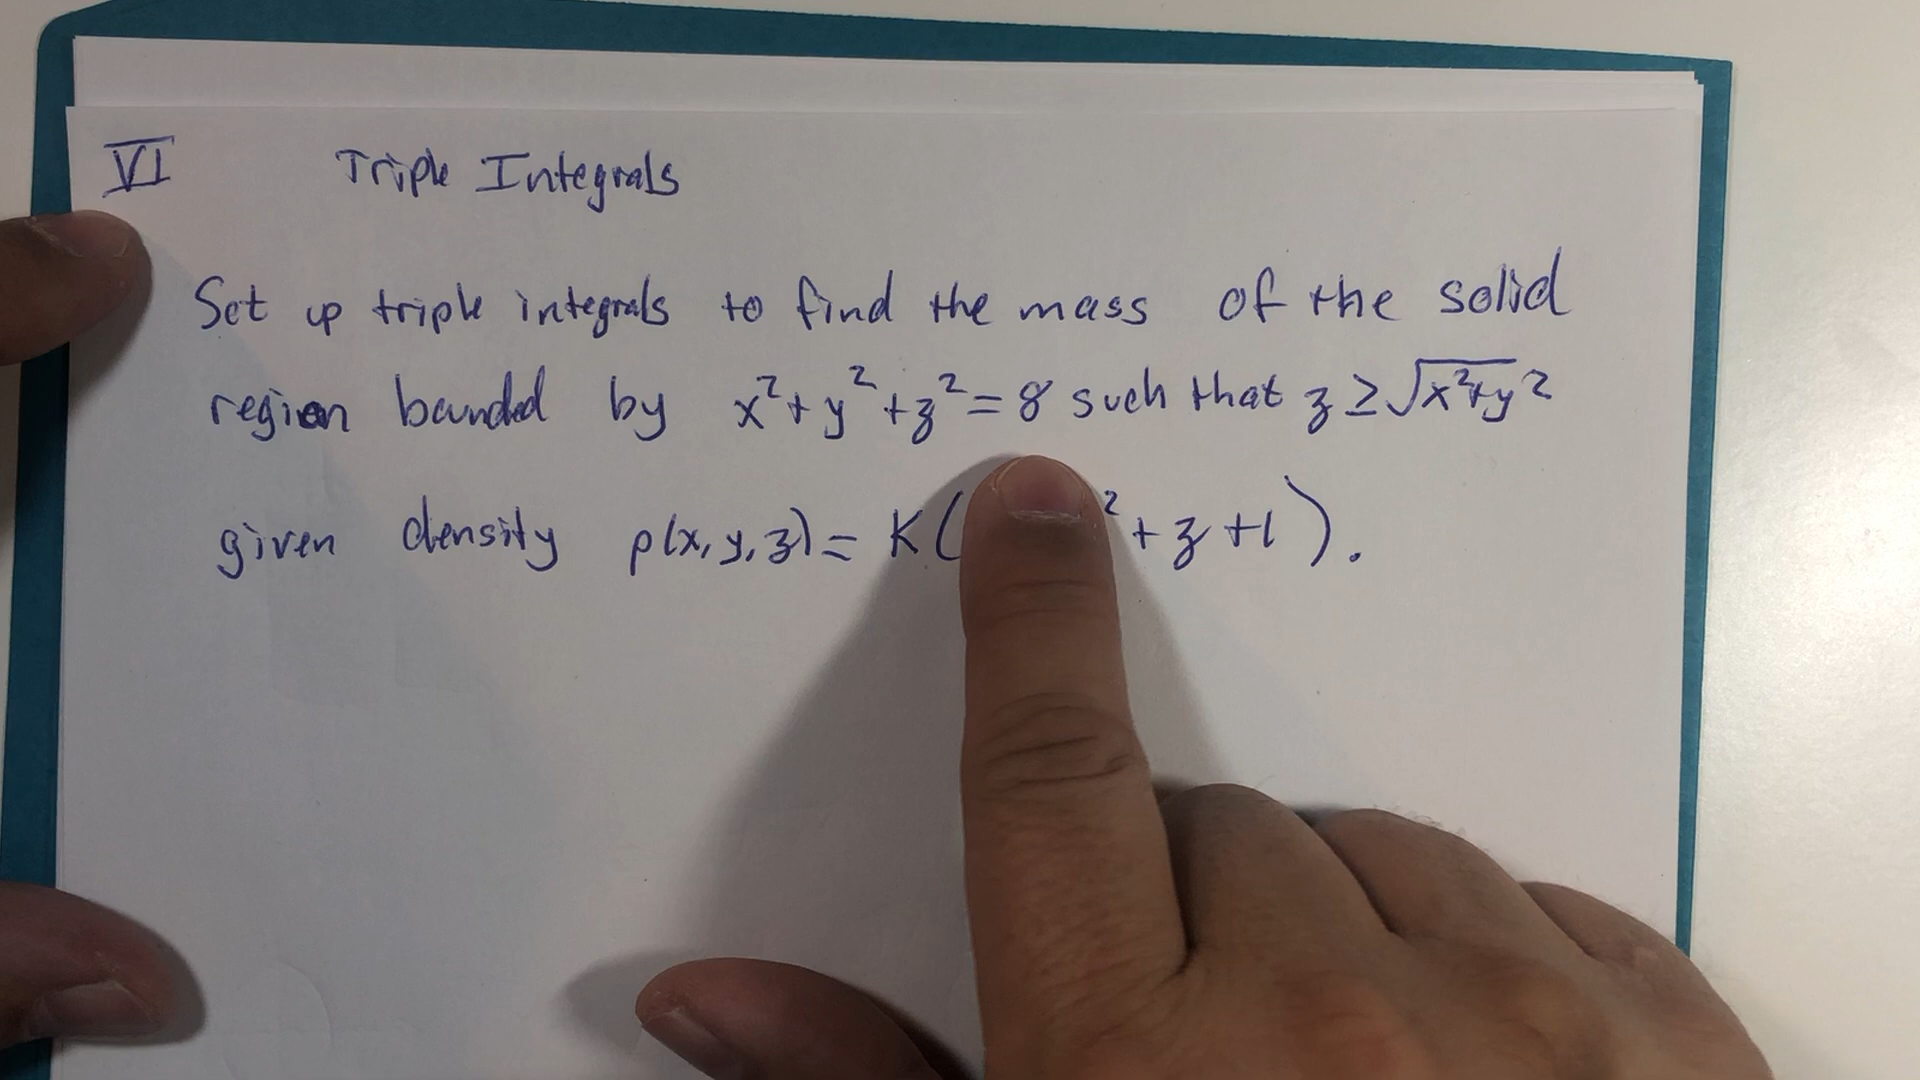 VI Triple Integrals
Set up triple integrals to find the mass of the solid
region bounded by x²+y²+z²=8 such that z≥√x²+y²
given density ρ(x,y,z)= K( ²+z+1).